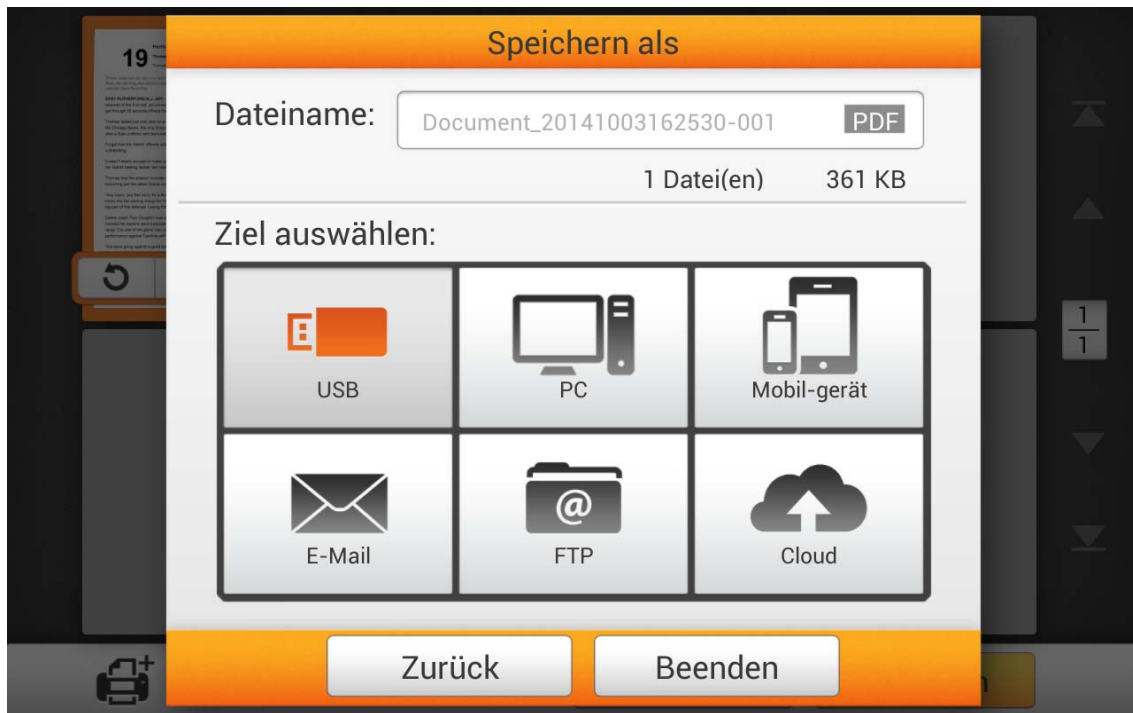 Speichern als
19
Dateiname: Document_20141003162530-001 PDF
1 Datei(en) 361 KB
Ziel auswählen:
USB PC Mobil-gerät
E-Mail FTP Cloud
1
1
Zurück Beenden